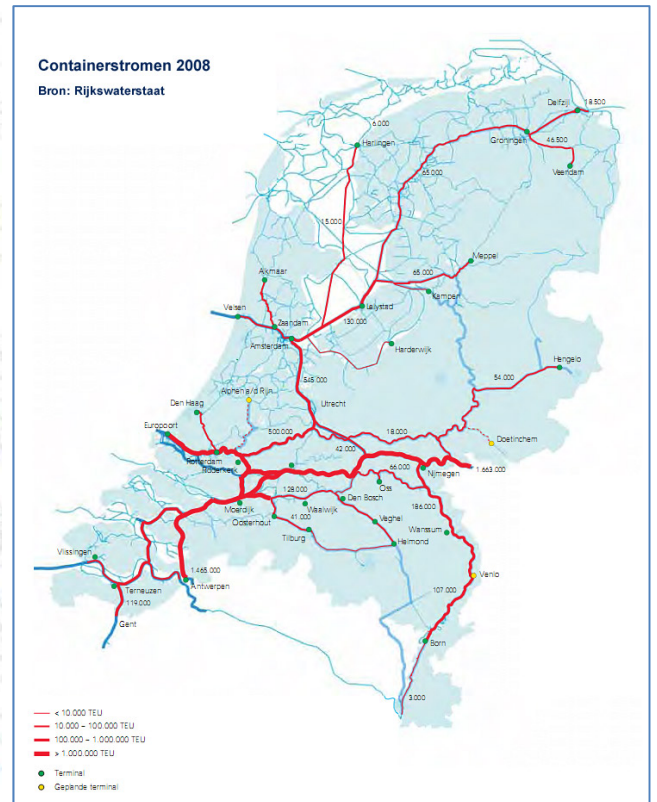 Containerstromen 2008
Bron: Rijkswaterstaat
Delfzijl
18.500
6.000
Harlingen
Groningen
46.500
65.000
Veendam
15.000
Meppel
Alkmaar
65.000
Kampen
Velsen
Lelystad
Zaandam
130.000
Amsterdam
Harderwijk
Hengelo
545.000
54.000
Alphen a/d Rijn
Den Haag
Utrecht
Europoort
500.000
18.000
Doetinchem
42.000
Rotterdam
Ridderkerk
66.000
1.663.000
Nijmegen
128.000
Oss
Den Bosch
Moerdijk
Waalwijk
186.000
Oosterhout
41.000
Veghel
Wanssum
Tilburg
Helmond
Vlissingen
1.465.000
Venlo
Terneuzen
Antwerpen
107.000
119.000
Gent
Born
3.000
< 10.000 TEU
10.000 – 100.000 TEU
100.000 – 1.000.000 TEU
> 1.000.000 TEU
Terminal
Gepande terminal